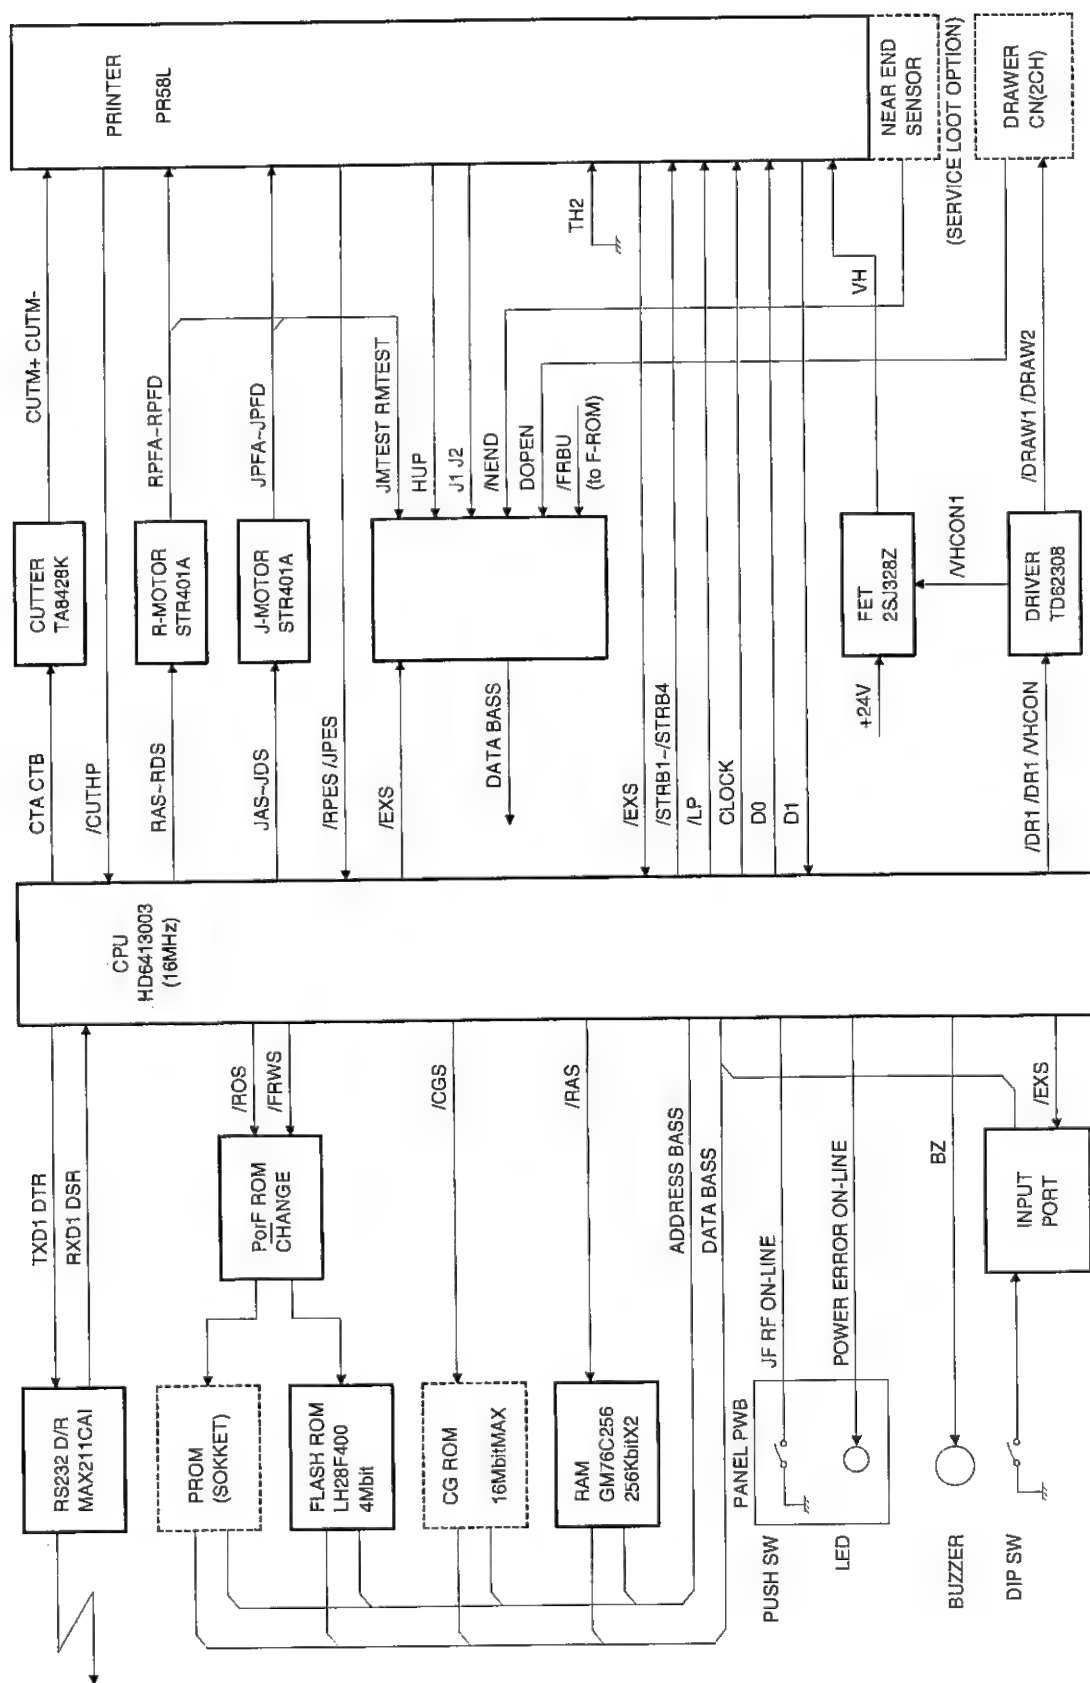 RS232 D/R
MAX211CAI
TXD1 DTR
RXD1 DSR
PROM
(SOKKET)
FLASH ROM
LH28F400
4Mbit
CG ROM
16MbitMAX
RAM
GM76C256
256KbitX2
PorF ROM
CHANGE
/ROS
/FRWS
/CGS
/RAS
ADDRESS BASS
DATA BASS
PANEL PWB
PUSH SW
JF RF ON-LINE
LED
POWER ERROR ON-LINE
BUZZER
BZ
DIP SW
INPUT
PORT
/EXS
CPU
HD6413003
(16MHz)
CTA CTB
/CUTHP
RAS~RDS
JAS~JDS
/RPES /JPES
/EXS
DATA BASS
/EXS
/STRB1~/STRB4
/LP
CLOCK
D0
D1
/DR1 /DR1 /VHCON
CUTTER
TA8428K
R-MOTOR
STR401A
J-MOTOR
STR401A
+24V
FET
2SJ328Z
/VHCON1
DRIVER
TD62308
CUTM+ CUTM-
RPFA~RPFD
JPFA~JPFD
JMTEST RMTEST
HUP
J1 J2
/NEND
DOPEN
/FRBU
(to F-ROM)
TH2
VH
/DRAW1 /DRAW2
PRINTER
PR58L
NEAR END
SENSOR
(SERVICE LOOT OPTION)
DRAWER
CN(2CH)